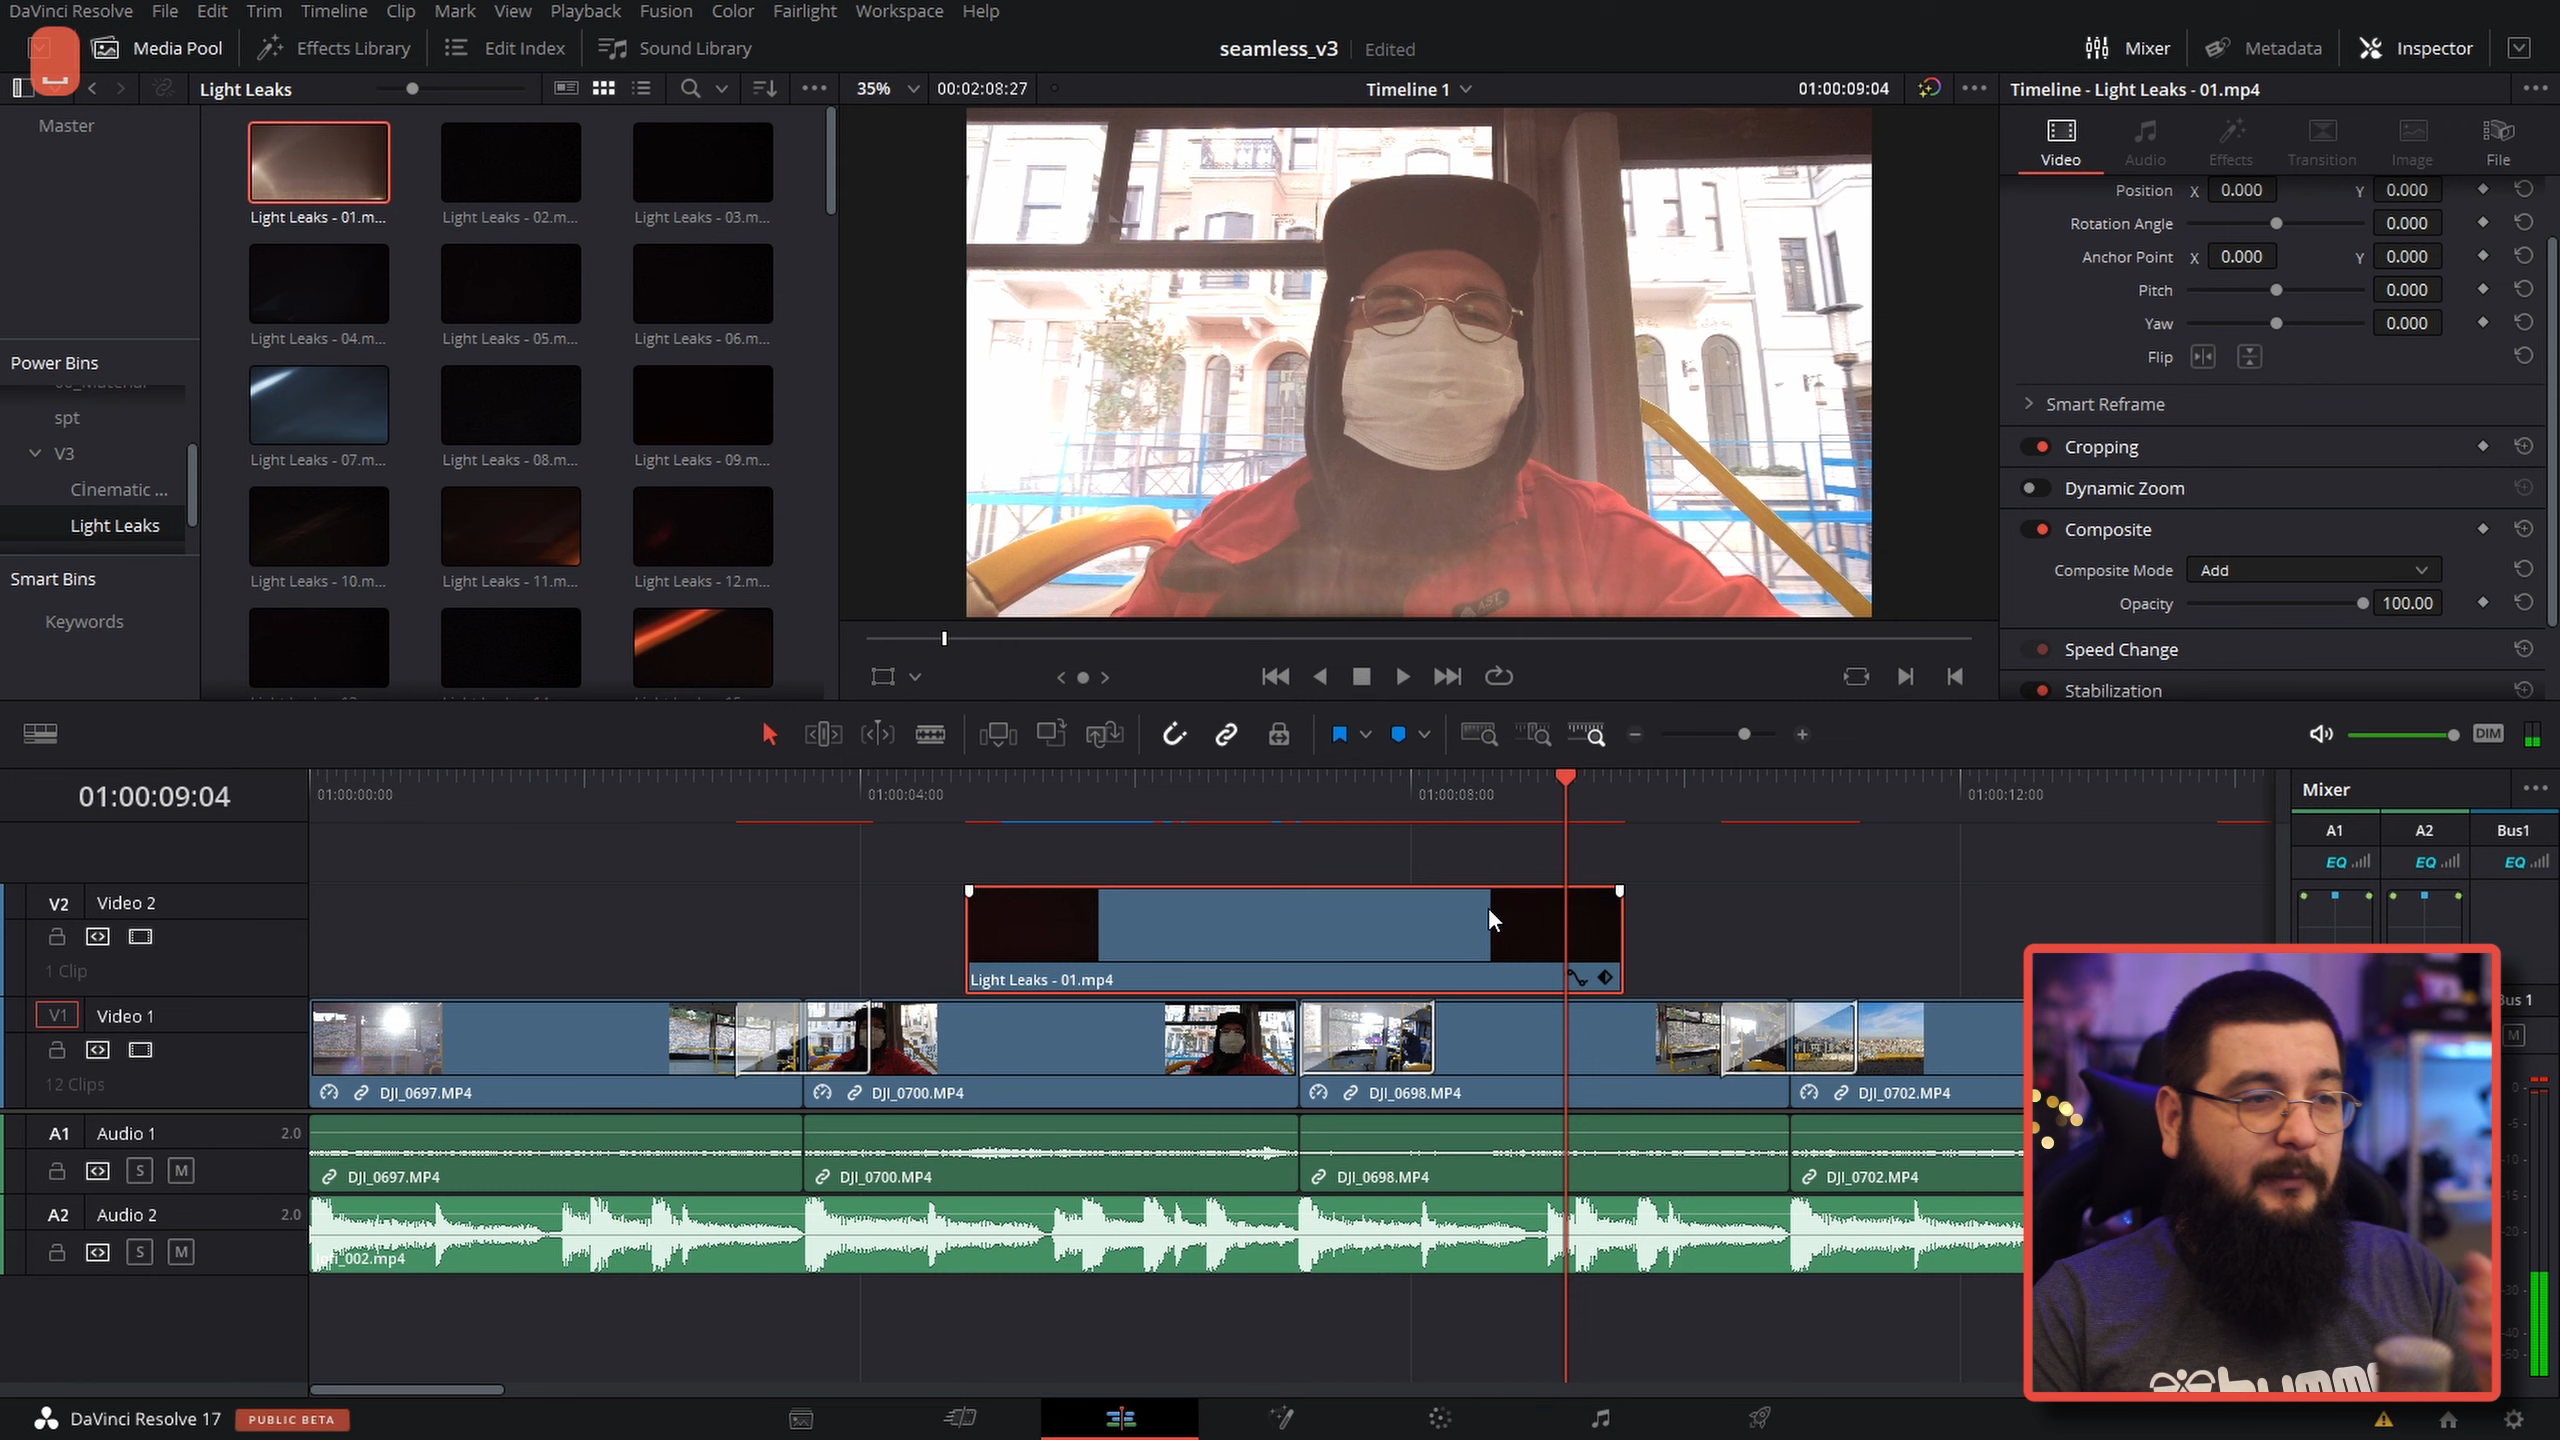 DaVinci Resolve File Edit Trim Timeline Clip Mark View Playback Fusion Color Fairlight Workspace Help
Media Pool Effects Library Edit Index Sound Library seamless_v3 Edited Mixer Metadata Inspector
Light Leaks 35% 00:02:08:27 Timeline 1 01:00:09:04 Timeline - Light Leaks - 01.mp4
Master
Power Bins
spt
V3
Cinematic ...
Light Leaks
Smart Bins
Keywords
Light Leaks - 01.m... Light Leaks - 02.m... Light Leaks - 03.m...
Light Leaks - 04.m... Light Leaks - 05.m... Light Leaks - 06.m...
Light Leaks - 07.m... Light Leaks - 08.m... Light Leaks - 09.m...
Light Leaks - 10.m... Light Leaks - 11.m... Light Leaks - 12.m...
AST
Video Audio Effects Transition Image File
Position X 0.000 Y 0.000
Rotation Angle 0.000
Anchor Point X 0.000 Y 0.000
Pitch 0.000
Yaw 0.000
Flip
Smart Reframe
Cropping
Dynamic Zoom
Composite
Composite Mode Add
Opacity 100.00
Speed Change
Stabilization
DIM
01:00:09:04 01:00:00:00 01:00:04:00 01:00:08:00 01:00:12:00
Mixer
A1 A2 Bus1
EQ EQ EQ
V2 Video 2
1 Clip
Light Leaks - 01.mp4
V1 Video 1
12 Clips
DJI_0697.MP4 DJI_0700.MP4 DJI_0698.MP4 DJI_0702.MP4
A1 Audio 1 2.0
S M
DJI_0697.MP4 DJI_0700.MP4 DJI_0698.MP4 DJI_0702.MP4
A2 Audio 2 2.0
S M
_002.mp4
Bus 1
M
DaVinci Resolve 17 PUBLIC BETA